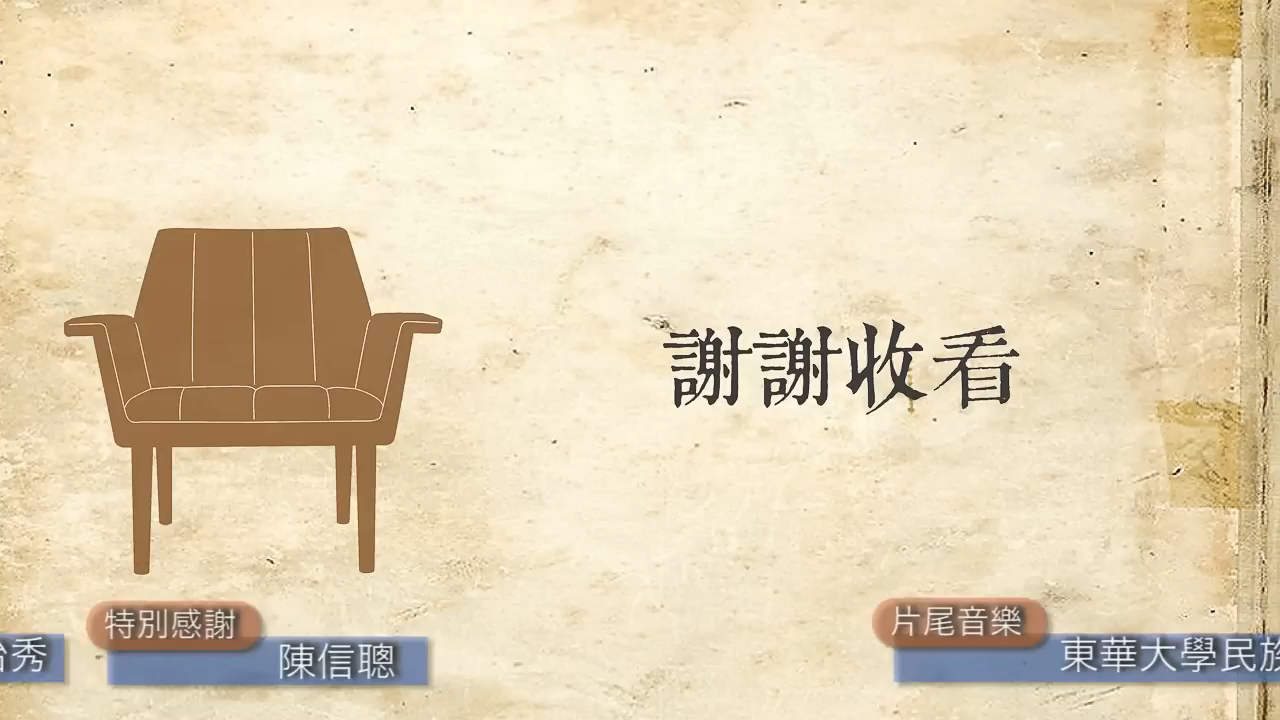 謝謝收看
特別感謝
片尾音樂
秀
陳信聰
東華大學民族